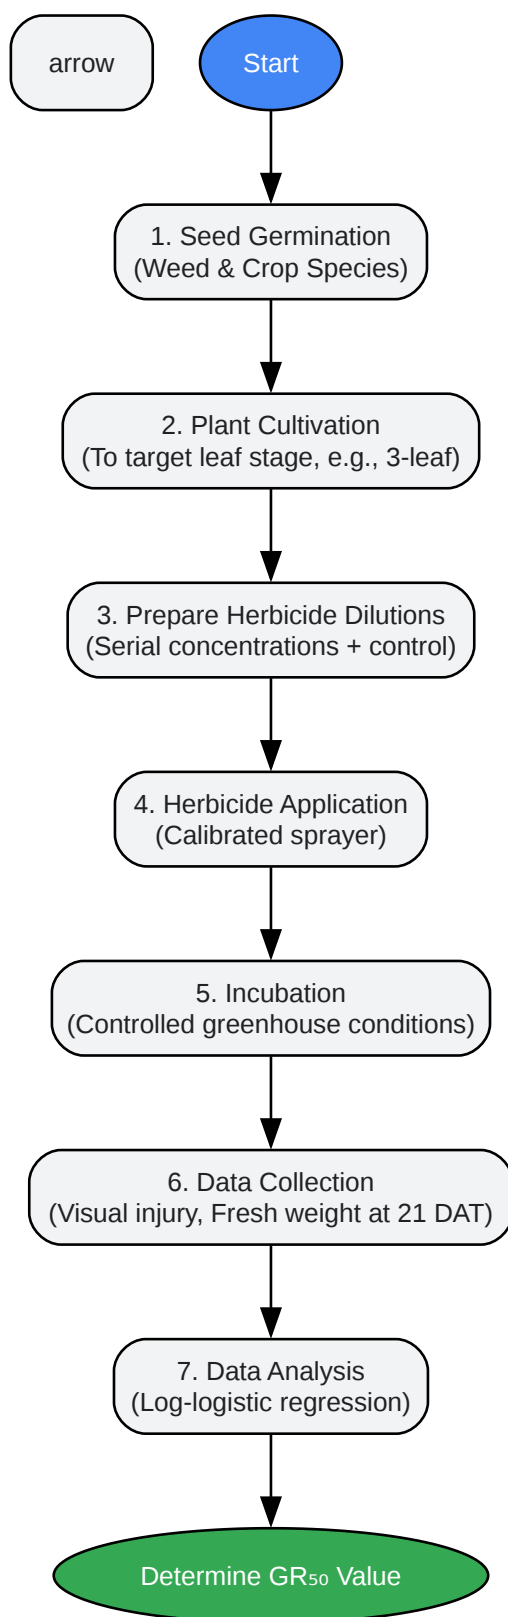 arrow
Start
1. Seed Germination
(Weed & Crop Species)
2. Plant Cultivation
(To target leaf stage, e.g., 3-leaf)
3. Prepare Herbicide Dilutions
(Serial concentrations + control)
4. Herbicide Application
(Calibrated sprayer)
5. Incubation
(Controlled greenhouse conditions)
6. Data Collection
(Visual injury, Fresh weight at 21 DAT)
7. Data Analysis
(Log-logistic regression)
Determine GR₅₀ Value